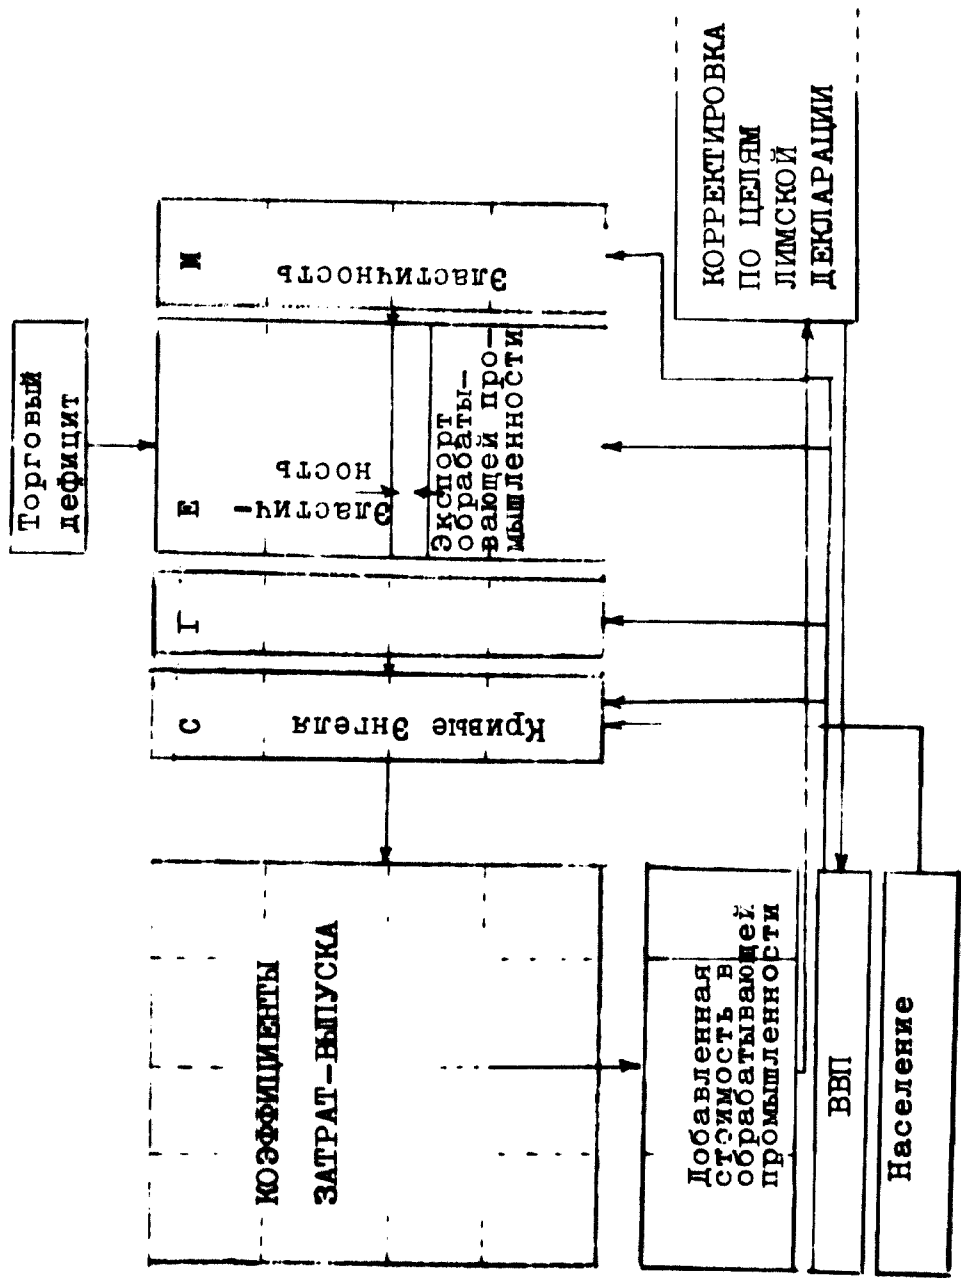 Торговый
дефицит
КОЭФФИЦИЕНТЫ
ЗАТРАТ-ВЫПУСКА
С
Кривые Энгеля
I
Е
Эластич-
ность
Экспорт
обрабаты-
вающей про-
мышленности
М
Эластичность
Добавленная
стоимость в
обрабатывающей
промышленности
ВВП
Население
КОРРЕКТИРОВКА
ПО ЦЕЛЯМ
ЛИМСКОЙ
ДЕКЛАРАЦИИ